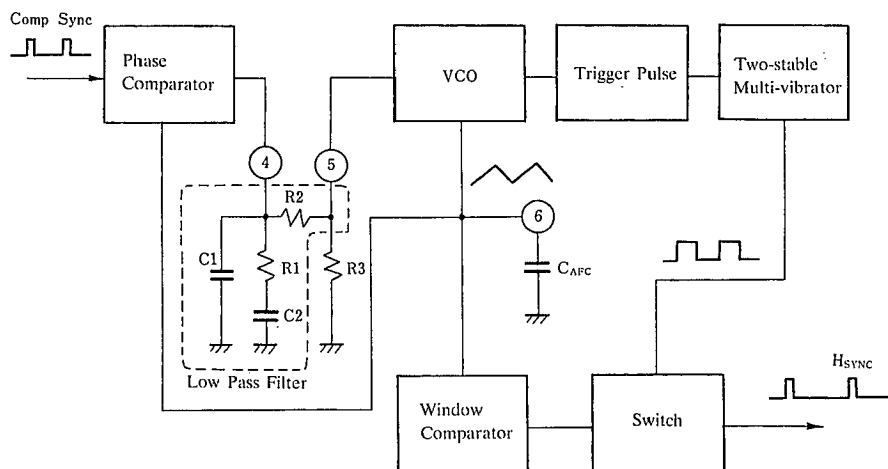 Comp Sync
Phase
Comparator
VCO
Trigger Pulse
Two-stable
Multi-vibrator
4
5
6
R2
C1
R1
R3
C2
CAFC
Low Pass Filter
Window
Comparator
Switch
HSYNC